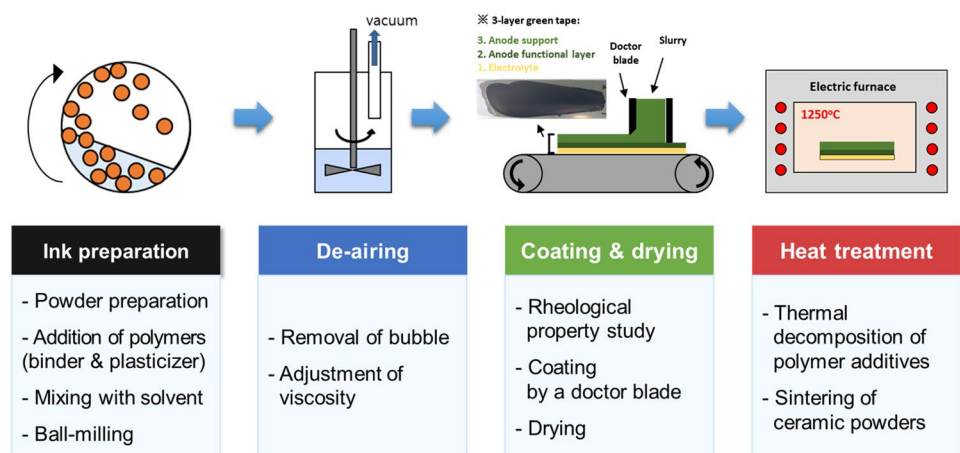 vacuum
※ 3-layer green tape:
3. Anode support
2. Anode functional layer
1. Electrolyte
Doctor
blade
Slurry
Electric furnace
1250°C
Ink preparation
- Powder preparation
- Addition of polymers
(binder & plasticizer)
- Mixing with solvent
- Ball-milling
De-airing
- Removal of bubble
- Adjustment of
viscosity
Coating & drying
- Rheological
property study
- Coating
by a doctor blade
- Drying
Heat treatment
- Thermal
decomposition of
polymer additives
- Sintering of
ceramic powders